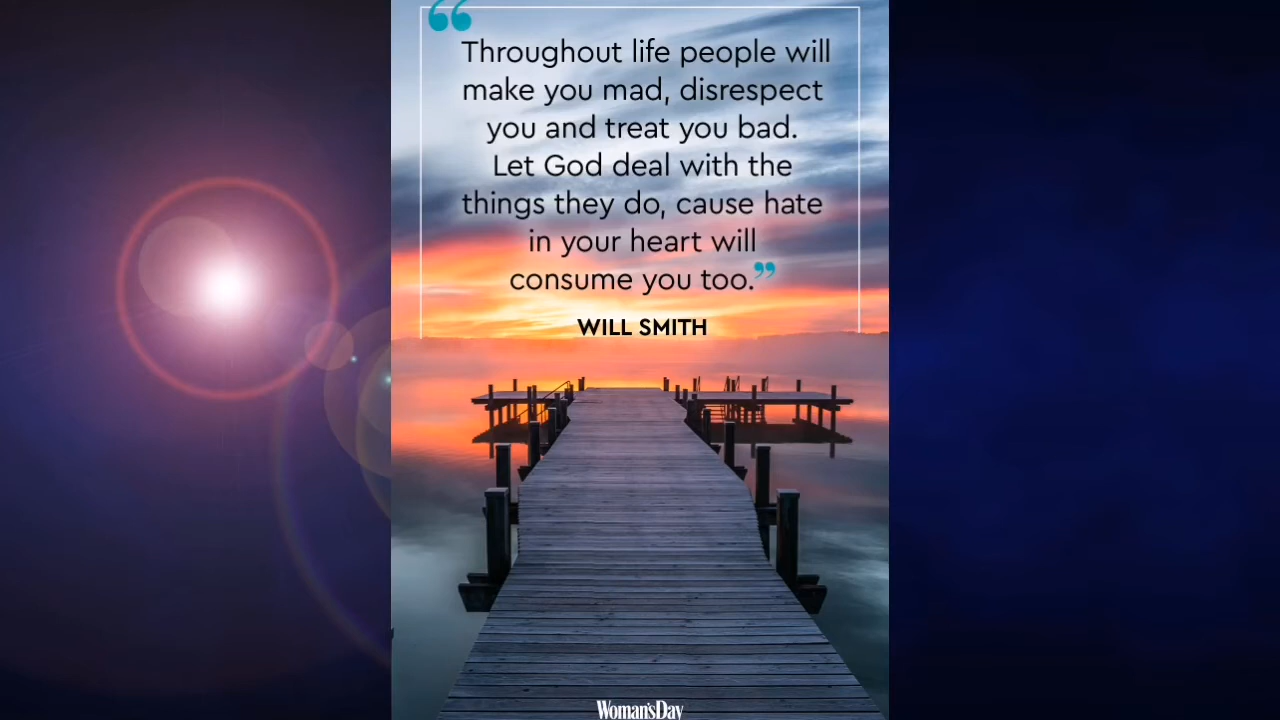 “
Throughout life people will
make you mad, disrespect
you and treat you bad.
Let God deal with the
things they do, cause hate
in your heart will
consume you too.”
WILL SMITH
Woman'sDay